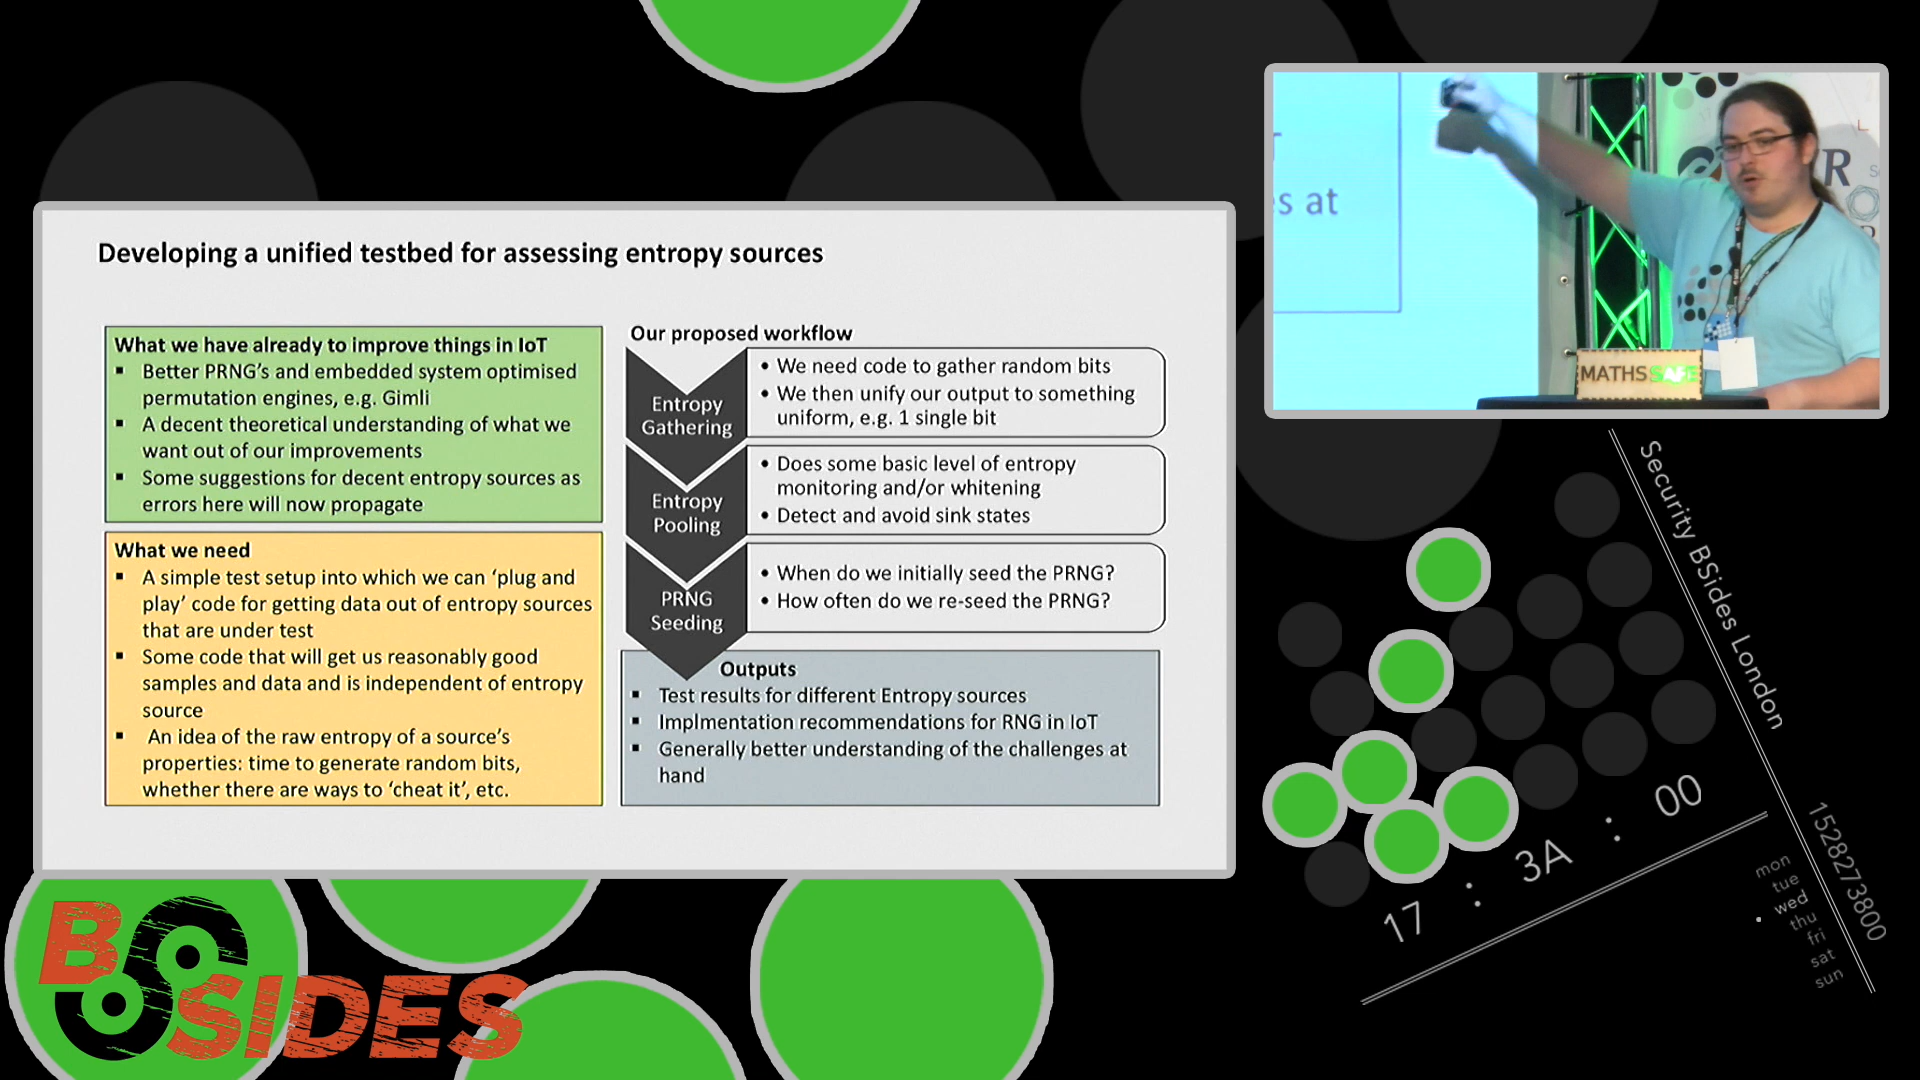 Developing a unified testbed for assessing entropy sources
What we have already to improve things in IoT
▪ Better PRNG's and embedded system optimised
permutation engines, e.g. Gimli
▪ A decent theoretical understanding of what we
want out of our improvements
▪ Some suggestions for decent entropy sources as
errors here will now propagate
What we need
▪ A simple test setup into which we can 'plug and
play' code for getting data out of entropy sources
that are under test
▪ Some code that will get us reasonably good
samples and data and is independent of entropy
source
▪ An idea of the raw entropy of a source's
properties: time to generate random bits,
whether there are ways to 'cheat it', etc.
Our proposed workflow
Entropy
Gathering
• We need code to gather random bits
• We then unify our output to something
uniform, e.g. 1 single bit
Entropy
Pooling
• Does some basic level of entropy
monitoring and/or whitening
• Detect and avoid sink states
PRNG
Seeding
• When do we initially seed the PRNG?
• How often do we re-seed the PRNG?
Outputs
▪ Test results for different Entropy sources
▪ Implmentation recommendations for RNG in IoT
▪ Generally better understanding of the challenges at
hand
s at
MATHS SAFE
Security BSides London
17 : 3A : 00
1528273800
mon
tue
wed
thu
fri
sat
sun
B
SIDES